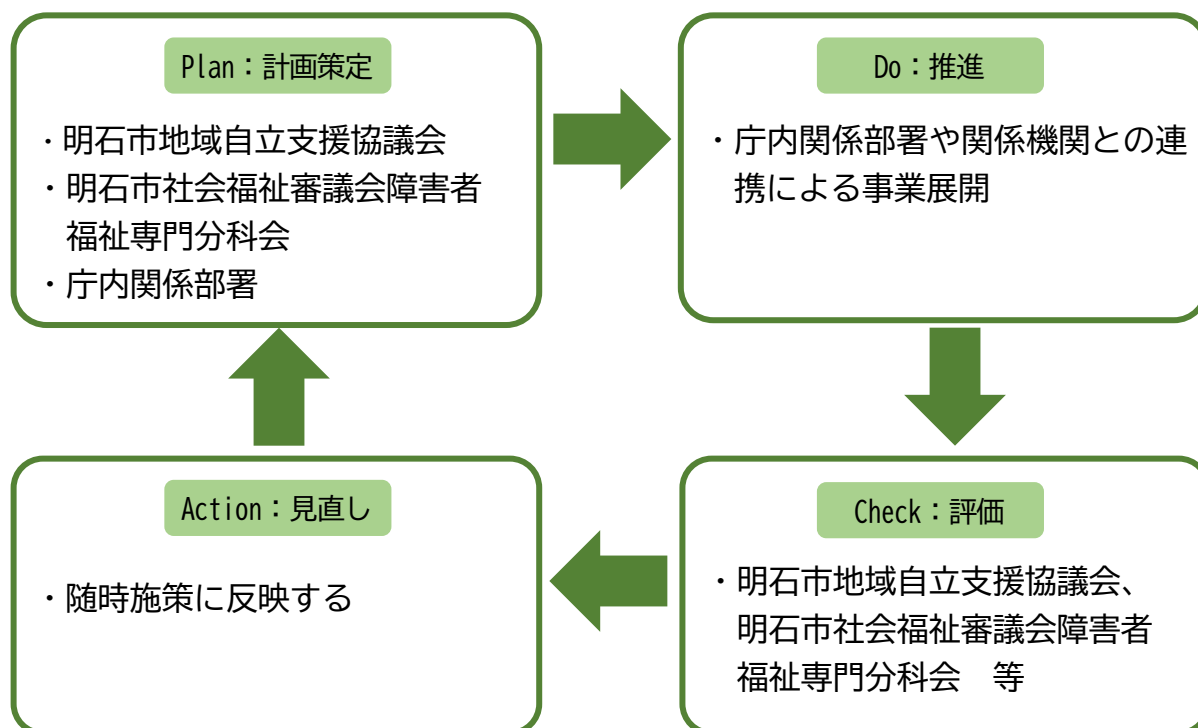 Plan：計画策定
・明石市地域自立支援協議会
・明石市社会福祉審議会障害者
福祉専門分科会
・庁内関係部署
Do：推進
・庁内関係部署や関係機関との連
携による事業展開
Action：見直し
・随時施策に反映する
Check：評価
・明石市地域自立支援協議会、
明石市社会福祉審議会障害者
福祉専門分科会　等